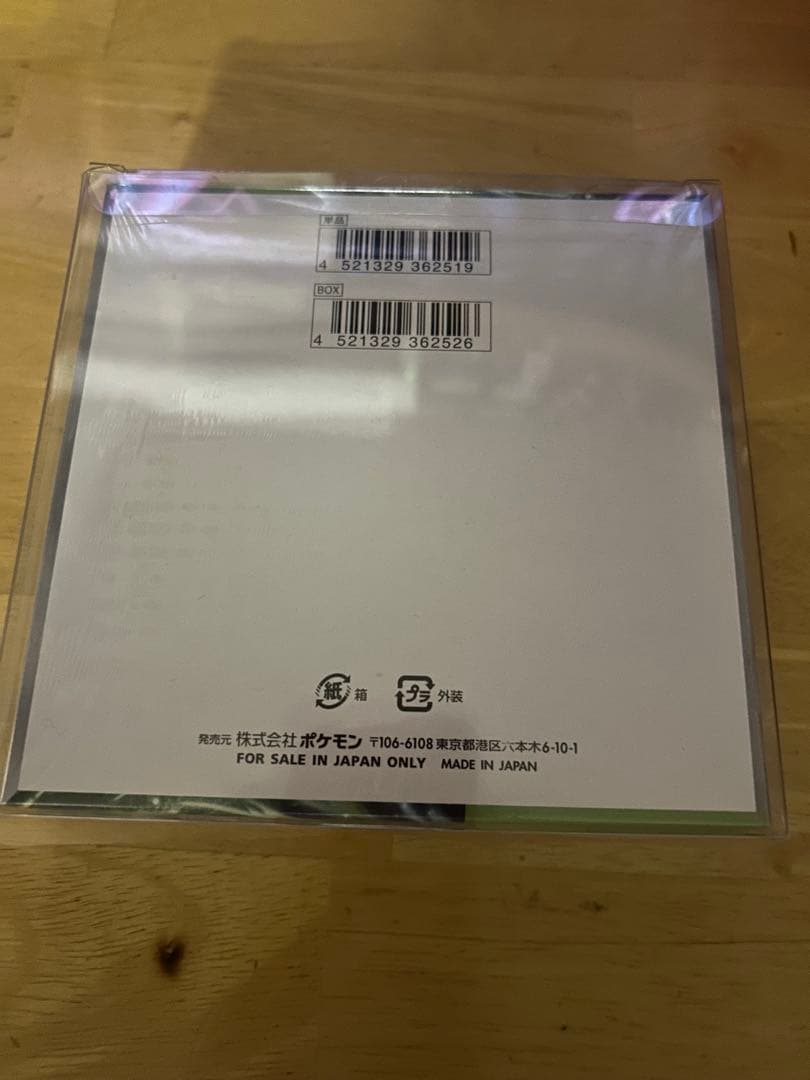 単品
4 521329 362519
BOX
4 521329 362526
紙 箱 プラ 外装
発売元 株式会社 ポケモン 〒106-6108 東京都港区六本木6-10-1
FOR SALE IN JAPAN ONLY MADE IN JAPAN